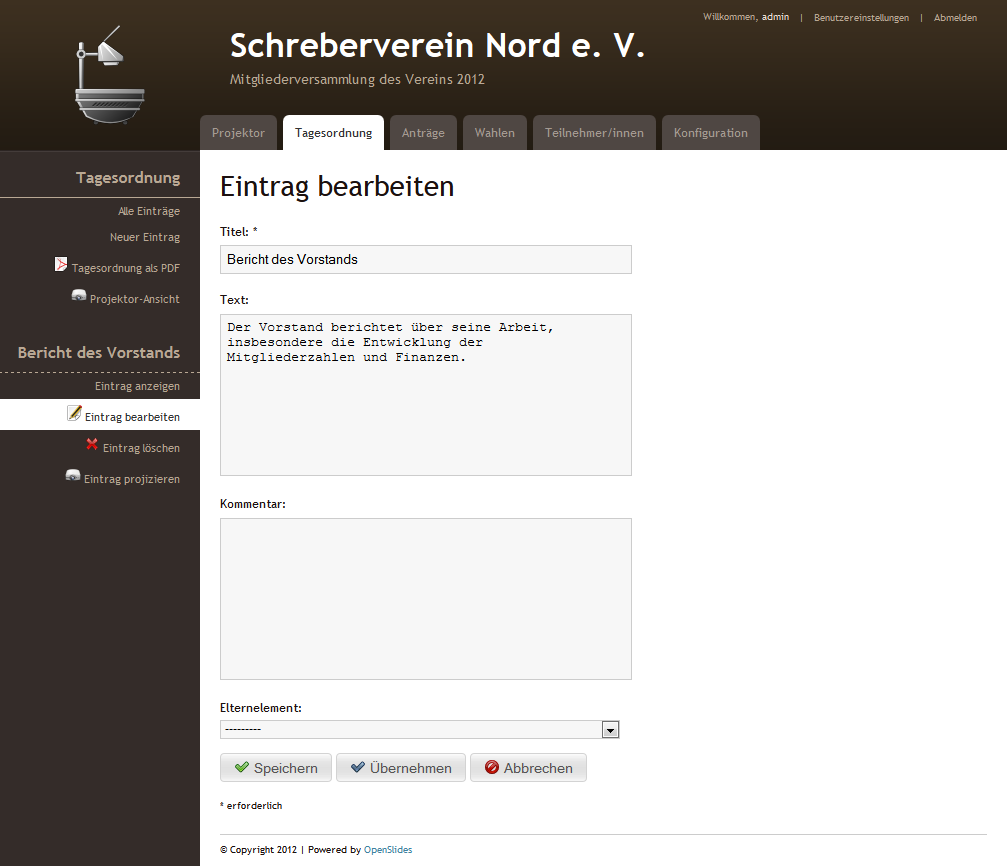 Willkommen, admin | Benutzereinstellungen | Abmelden
Schreberverein Nord e. V.
Mitgliederversammlung des Vereins 2012
Projektor Tagesordnung Anträge Wahlen Teilnehmer/innen Konfiguration
Tagesordnung
Alle Einträge
Neuer Eintrag
Tagesordnung als PDF
Projektor-Ansicht
Bericht des Vorstands
Eintrag anzeigen
Eintrag bearbeiten
Eintrag löschen
Eintrag projizieren
Eintrag bearbeiten
Titel: *
Bericht des Vorstands
Text:
Der Vorstand berichtet über seine Arbeit,
insbesondere die Entwicklung der
Mitgliederzahlen und Finanzen.
Kommentar:
Elternelement:
---------
Speichern Übernehmen Abbrechen
* erforderlich
© Copyright 2012 | Powered by OpenSlides